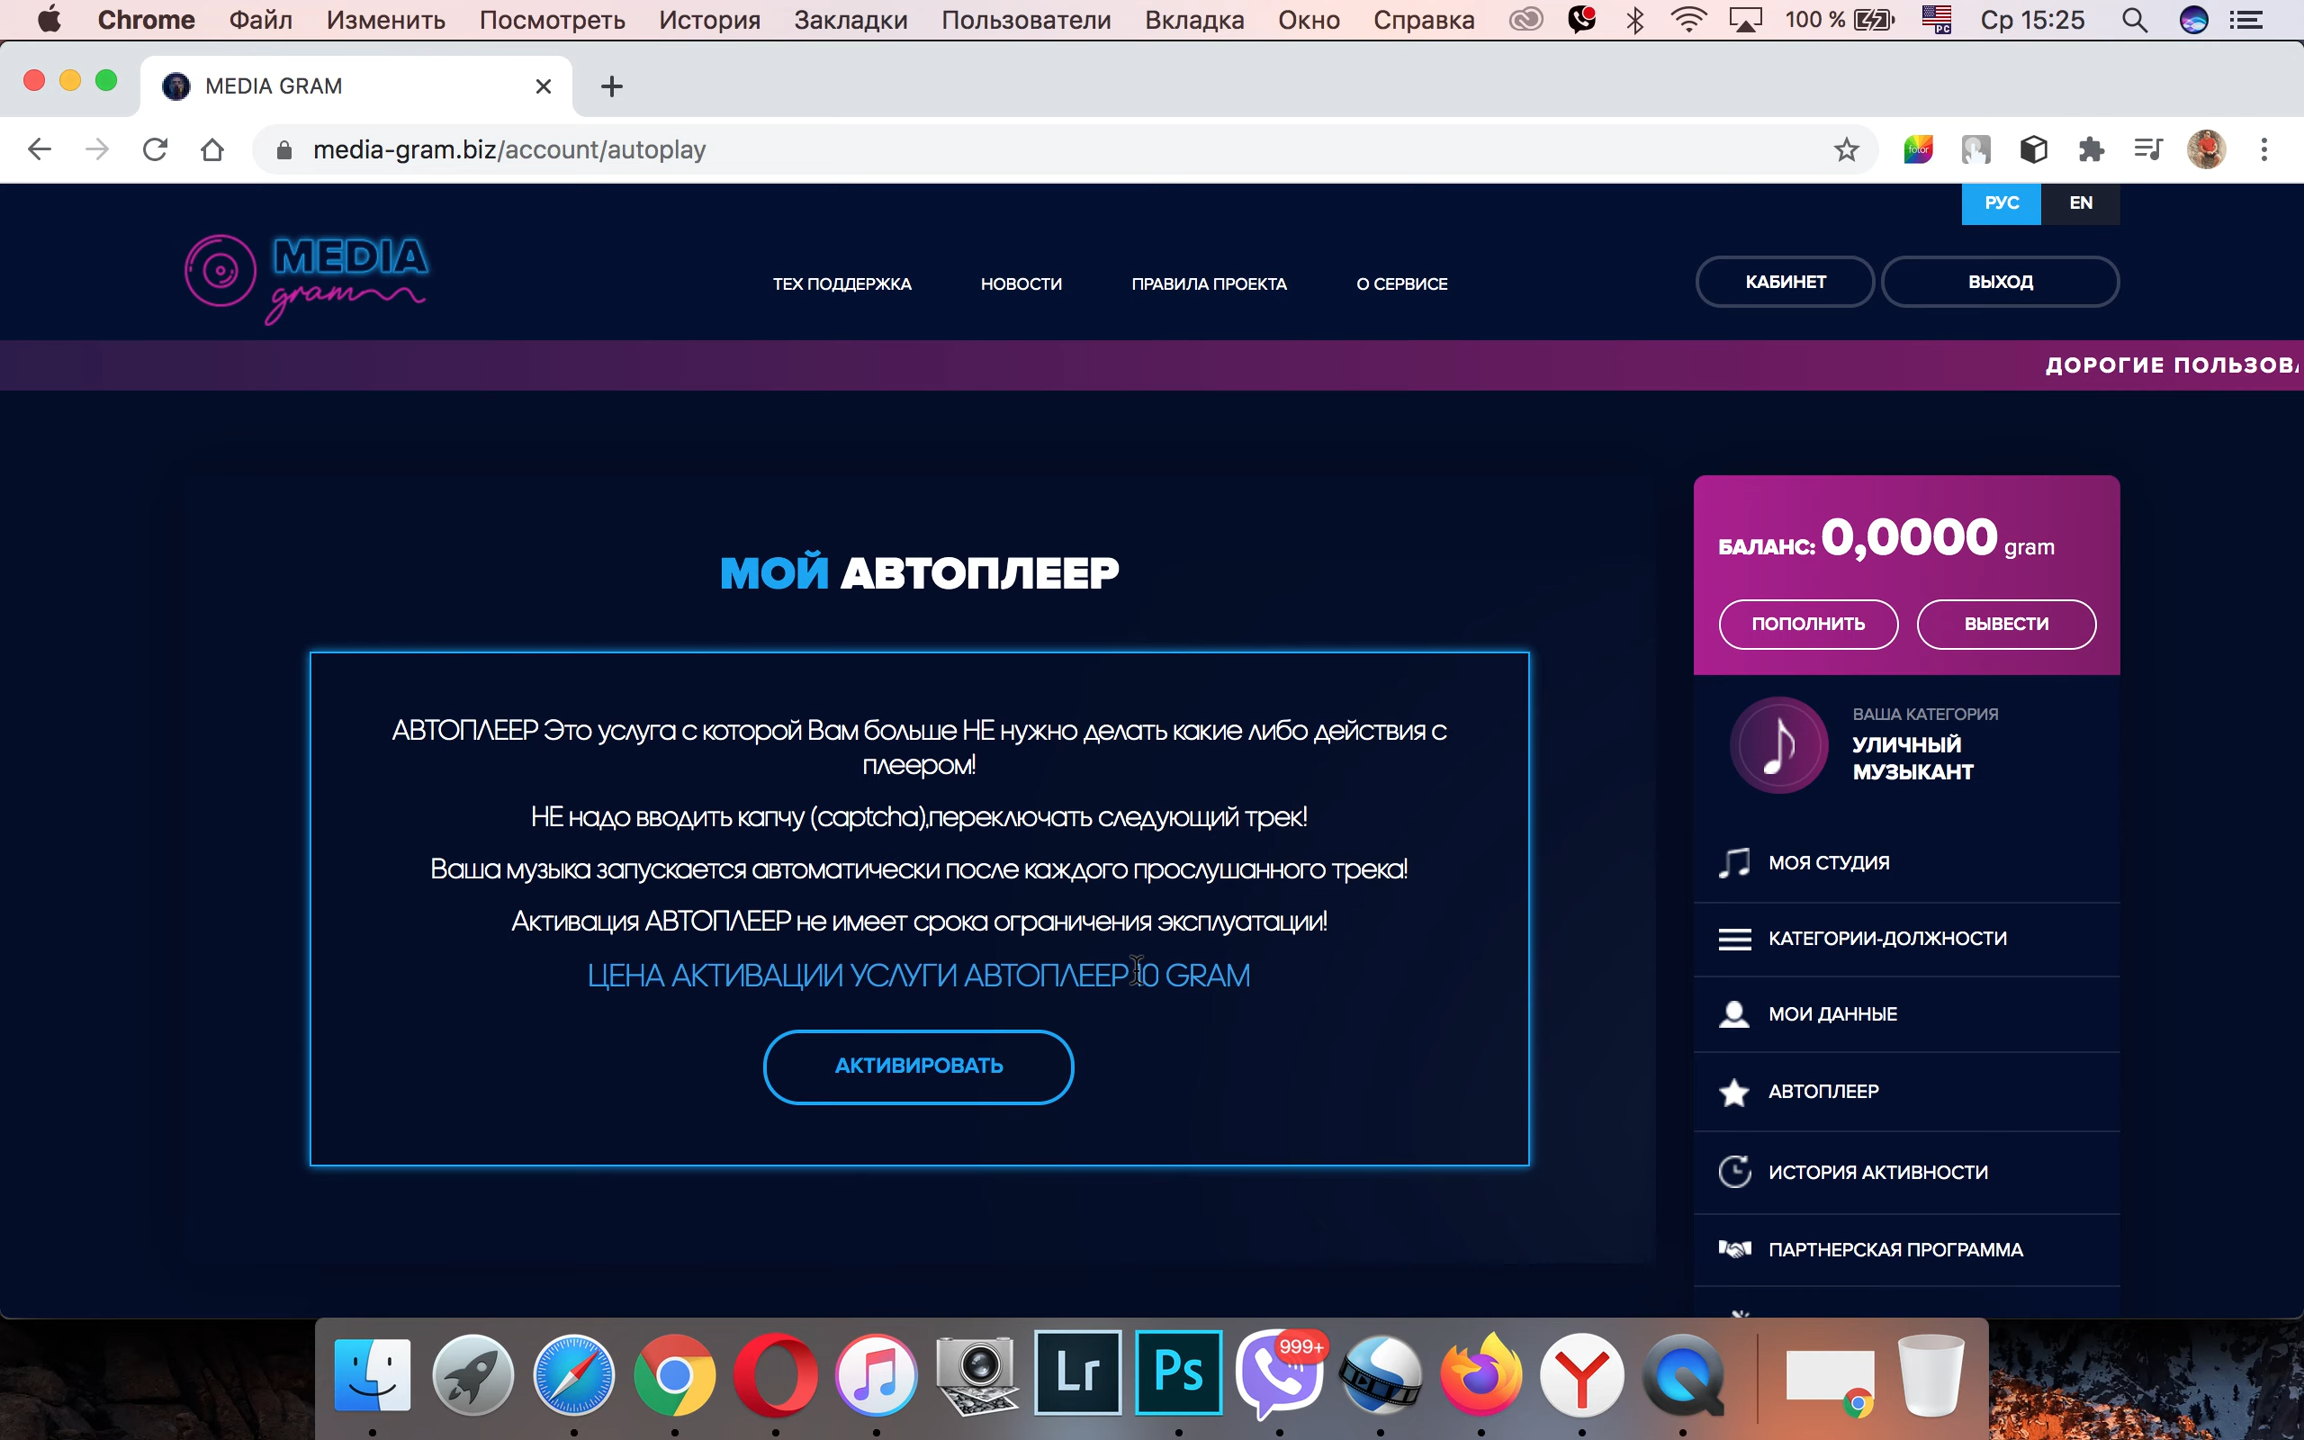 Chrome Файл Изменить Посмотреть История Закладки Пользователи Вкладка Окно Справка 100 % PC Ср 15:25
MEDIA GRAM
media-gram.biz/account/autoplay
fotor
РУС EN
MEDIA
gram
ТЕХ ПОДДЕРЖКА НОВОСТИ ПРАВИЛА ПРОЕКТА О СЕРВИСЕ КАБИНЕТ ВЫХОД
ДОРОГИЕ ПОЛЬЗОВА
МОЙ АВТОПЛЕЕР
АВТОПЛЕЕР Это услуга с которой Вам больше НЕ нужно делать какие либо действия с
плеером!
НЕ надо вводить капчу (captcha),переключать следующий трек!
Ваша музыка запускается автоматически после каждого прослушанного трека!
Активация АВТОПЛЕЕР не имеет срока ограничения эксплуатации!
ЦЕНА АКТИВАЦИИ УСЛУГИ АВТОПЛЕЕР 10 GRAM
АКТИВИРОВАТЬ
БАЛАНС: 0,0000 gram
ПОПОЛНИТЬ ВЫВЕСТИ
ВАША КАТЕГОРИЯ
УЛИЧНЫЙ
МУЗЫКАНТ
МОЯ СТУДИЯ
КАТЕГОРИИ-ДОЛЖНОСТИ
МОИ ДАННЫЕ
АВТОПЛЕЕР
ИСТОРИЯ АКТИВНОСТИ
ПАРТНЕРСКАЯ ПРОГРАММА
Lr Ps 999+